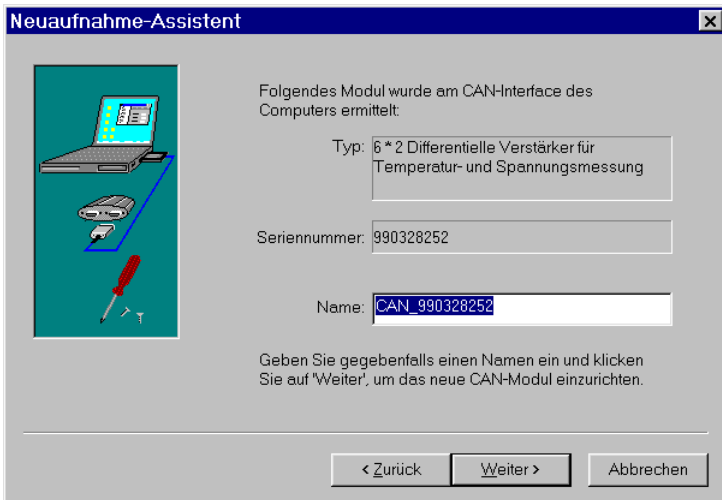 Neuaufnahme-Assistent
Folgendes Modul wurde am CAN-Interface des
Computers ermittelt:
Typ: 6 * 2 Differentielle Verstärker für
Temperatur- und Spannungsmessung
Seriennummer: 990328252
Name: CAN_990328252
Geben Sie gegebenfalls einen Namen ein und klicken
Sie auf 'Weiter', um das neue CAN-Modul einzurichten.
< Zurück Weiter > Abbrechen